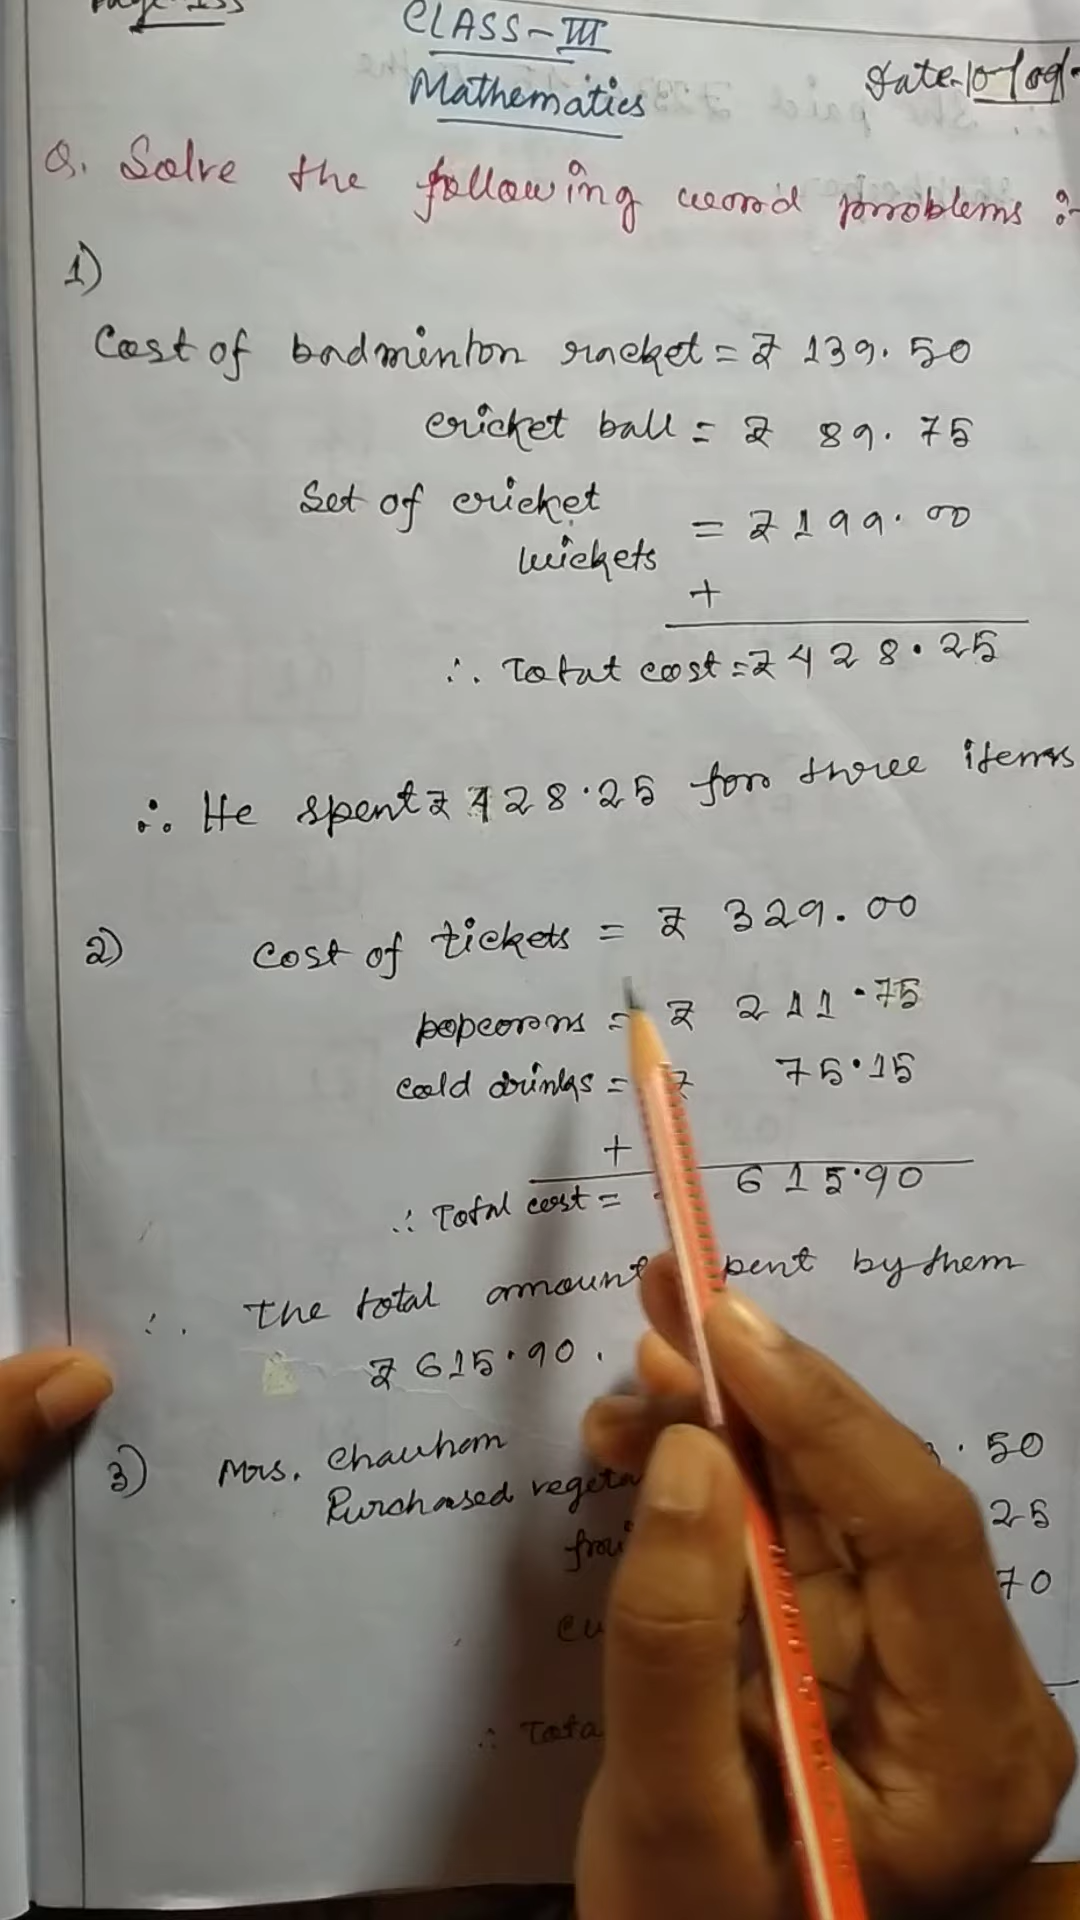 CLASS-III
Mathematics
Date-10/09/-
Q. Solve the following word problems :-
1)
Cost of badminton racket = ₹ 139.50
cricket ball = ₹ 89.75
Set of cricket
wickets = ₹ 199.00
+
∴ Total cost = ₹ 428.25
∴ He spent ₹ 428.25 for three items
2) Cost of tickets = ₹ 329.00
popcorns = ₹ 211.75
cold drinks = ₹ 75.15
+
∴ Total cost = 615.90
∴ The total amount spent by them
₹ 615.90.
3) Mrs. Chauhan
Purchased .50
25
70